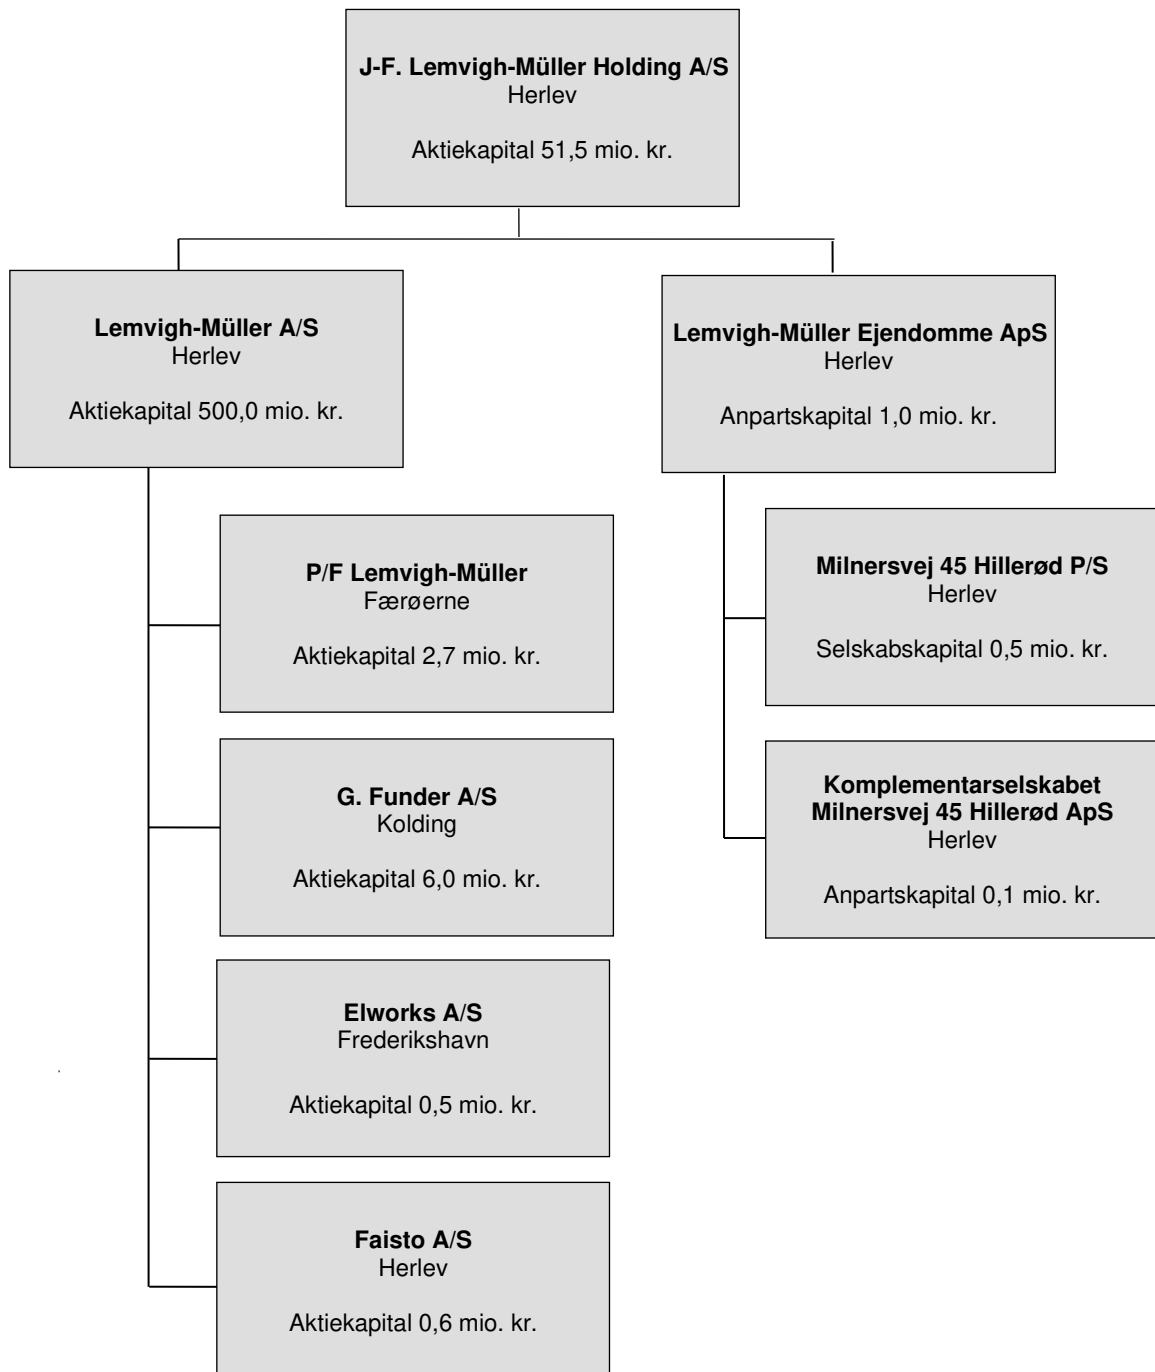 J-F. Lemvigh-Müller Holding A/S
Herlev
Aktiekapital 51,5 mio. kr.
Lemvigh-Müller A/S
Herlev
Aktiekapital 500,0 mio. kr.
Lemvigh-Müller Ejendomme ApS
Herlev
Anpartskapital 1,0 mio. kr.
P/F Lemvigh-Müller
Færøerne
Aktiekapital 2,7 mio. kr.
G. Funder A/S
Kolding
Aktiekapital 6,0 mio. kr.
Elworks A/S
Frederikshavn
Aktiekapital 0,5 mio. kr.
Faisto A/S
Herlev
Aktiekapital 0,6 mio. kr.
Milnersvej 45 Hillerød P/S
Herlev
Selskabskapital 0,5 mio. kr.
Komplementarselskabet
Milnersvej 45 Hillerød ApS
Herlev
Anpartskapital 0,1 mio. kr.